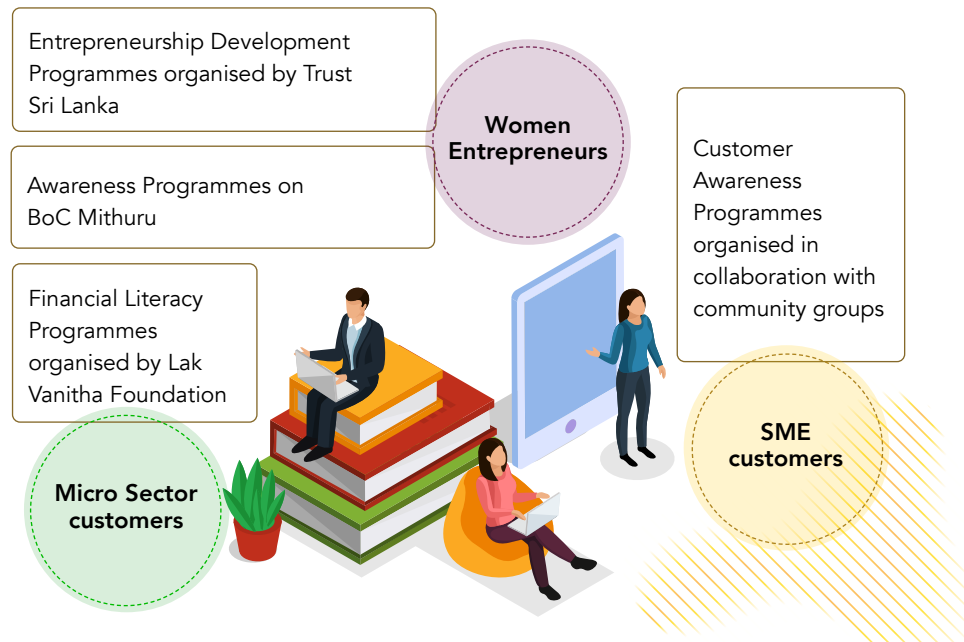 Entrepreneurship Development
Programmes organised by Trust
Sri Lanka
Women
Entrepreneurs
Awareness Programmes on
BoC Mithuru
Customer
Awareness
Programmes
organised in
collaboration with
community groups
Financial Literacy
Programmes
organised by Lak
Vanitha Foundation
Micro Sector
customers
SME
customers